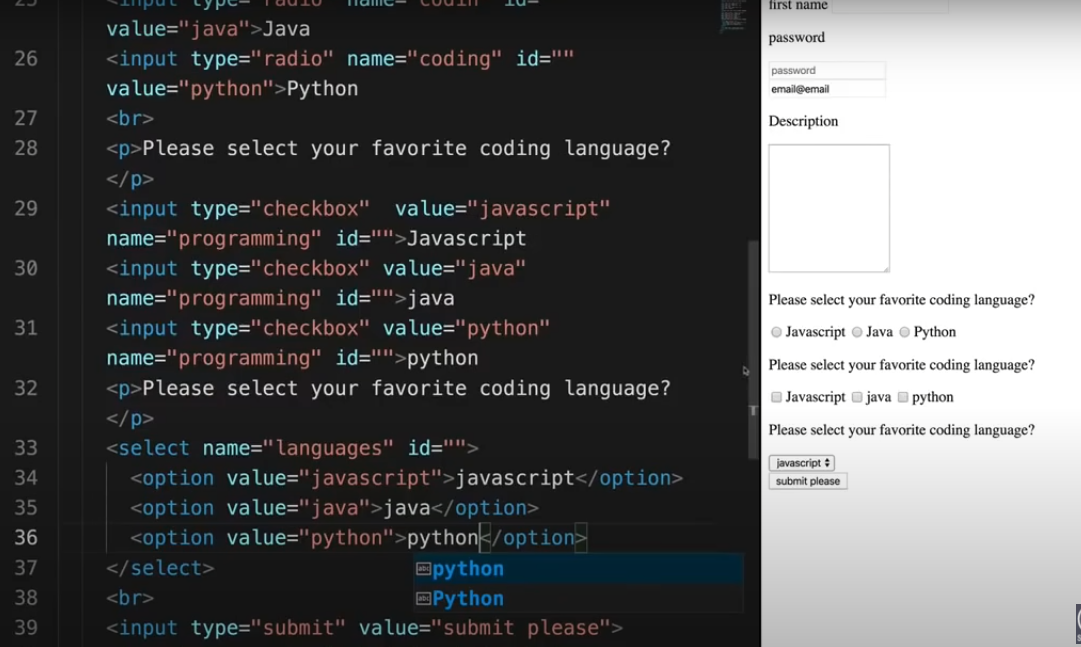 25 <input type="radio" name="codin" id=""
value="java">Java
26 <input type="radio" name="coding" id=""
value="python">Python
27 <br>
28 <p>Please select your favorite coding language?
</p>
29 <input type="checkbox"  value="javascript"
name="programming" id="">Javascript
30 <input type="checkbox" value="java"
name="programming" id="">java
31 <input type="checkbox" value="python"
name="programming" id="">python
32 <p>Please select your favorite coding language?
</p>
33 <select name="languages" id="">
34 <option value="javascript">javascript</option>
35 <option value="java">java</option>
36 <option value="python">python</option>
37 </select>
abc python
38 <br>
abc Python
39 <input type="submit" value="submit please">
first name
password
password
email@email
Description
Please select your favorite coding language?
Javascript Java Python
Please select your favorite coding language?
Javascript java python
Please select your favorite coding language?
javascript
submit please